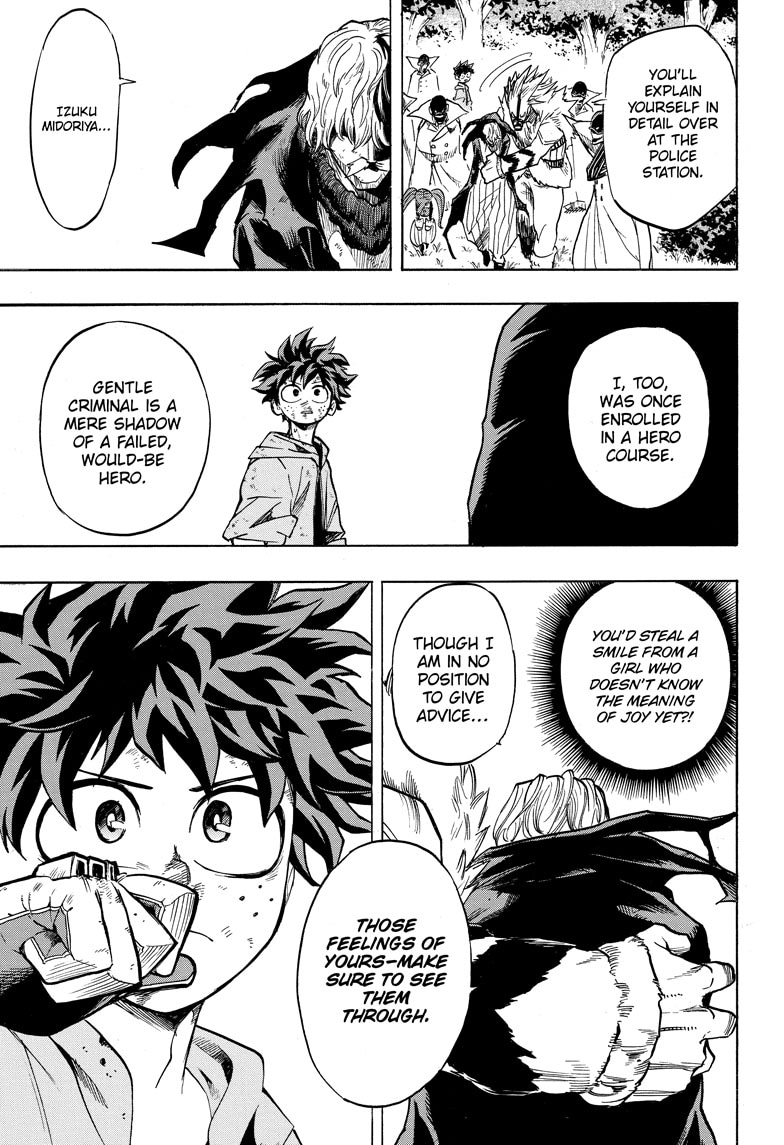 YOU'LL
EXPLAIN
YOURSELF IN
DETAIL OVER
AT THE
POLICE
STATION.
IZUKU
MIDORIYA...
I, TOO,
WAS ONCE
ENROLLED
IN A HERO
COURSE.
GENTLE
CRIMINAL IS A
MERE SHADOW
OF A FAILED,
WOULD-BE
HERO.
YOU'D STEAL A
SMILE FROM A
GIRL WHO
DOESN'T KNOW
THE MEANING
OF JOY YET?!
THOUGH I
AM IN NO
POSITION
TO GIVE
ADVICE...
THOSE
FEELINGS OF
YOURS—MAKE
SURE TO SEE
THEM
THROUGH.